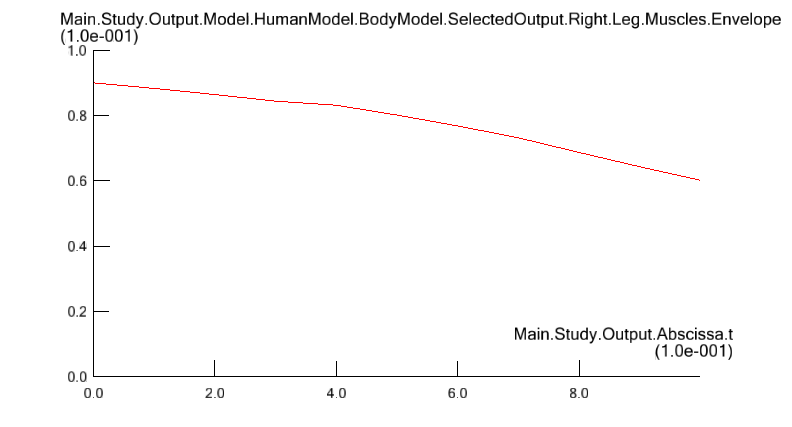 Main.Study.Output.Model.HumanModel.BodyModel.SelectedOutput.Right.Leg.Muscles.Envelope
(1.0e-001)
1.0
0.8
0.6
0.4
0.2
Main.Study.Output.Abscissa.t
(1.0e-001)
0.0
0.0 2.0 4.0 6.0 8.0